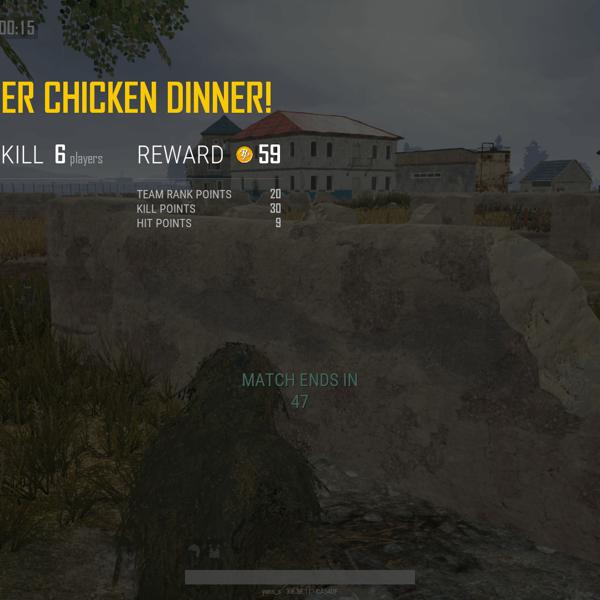 00:15
ER CHICKEN DINNER!
KILL 6 players REWARD 59
TEAM RANK POINTS 20
KILL POINTS 30
HIT POINTS 9
MATCH ENDS IN
47